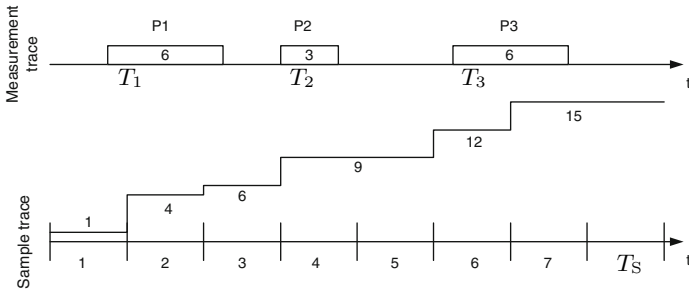 P1 P2 P3
Measurement trace
6 3 6
T₁ T₂ T₃
t
15
12
9
6
4
1
Sample trace
1 2 3 4 5 6 7 Tₛ
t